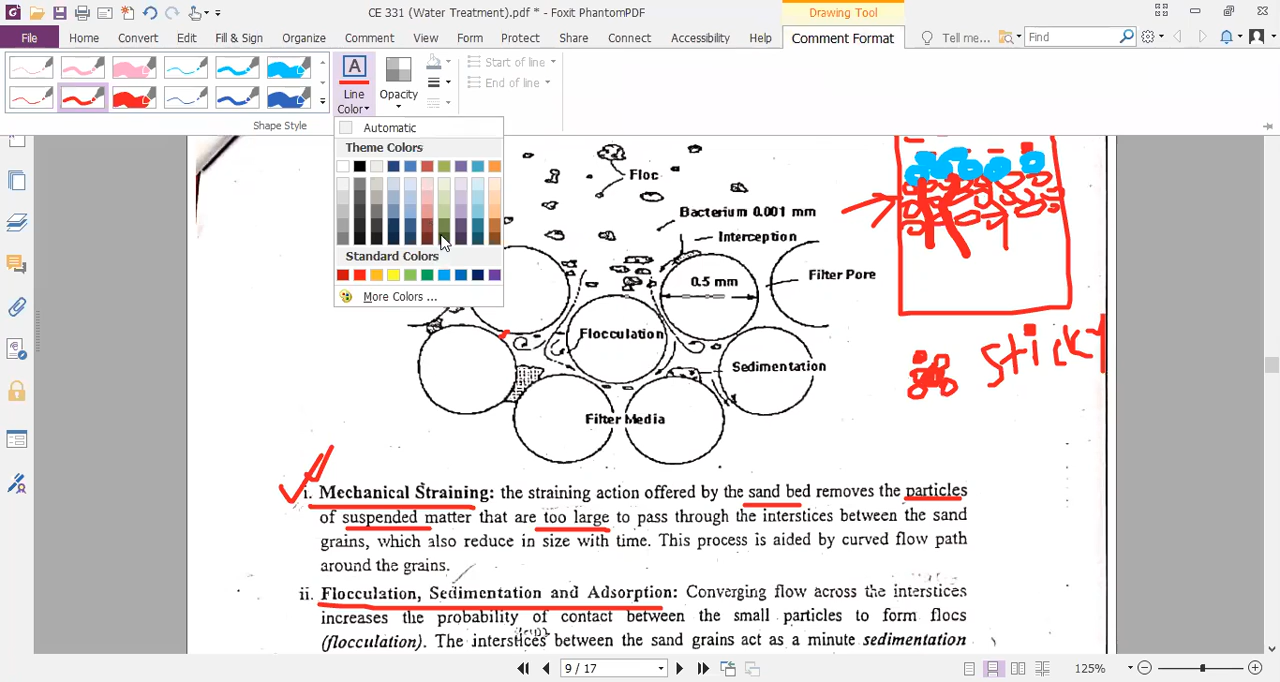 CE 331 (Water Treatment).pdf * - Foxit PhantomPDF
Drawing Tool
File Home Convert Edit Fill & Sign Organize Comment View Form Protect Share Connect Accessibility Help Comment Format Tell me... Find
Line
Color
Opacity
Start of line
End of line
Shape Style
Automatic
Theme Colors
Standard Colors
More Colors ...
Floc
Bacterium 0.001 mm
Interception
Filter Pore
0.5 mm
Flocculation
Sedimentation
Filter Media
sticky
i. Mechanical Straining: the straining action offered by the sand bed removes the particles
of suspended matter that are too large to pass through the interstices between the sand
grains, which also reduce in size with time. This process is aided by curved flow path
around the grains.
ii. Flocculation, Sedimentation and Adsorption: Converging flow across the interstices
increases the probability of contact between the small particles to form flocs
(flocculation). The interstices between the sand grains act as a minute sedimentation
9 / 17
125%